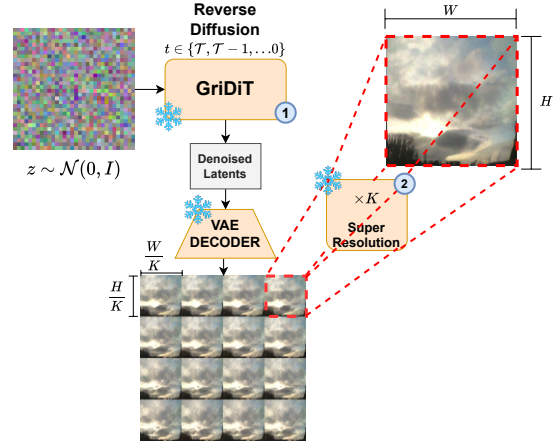 Reverse
Diffusion
t ∈ {𝒯, 𝒯 − 1, …0}
GriDiT
1
z ∼ 𝒩(0, I)
Denoised
Latents
VAE
DECODER
W/K
H/K
W
H
2
×K
Super
Resolution